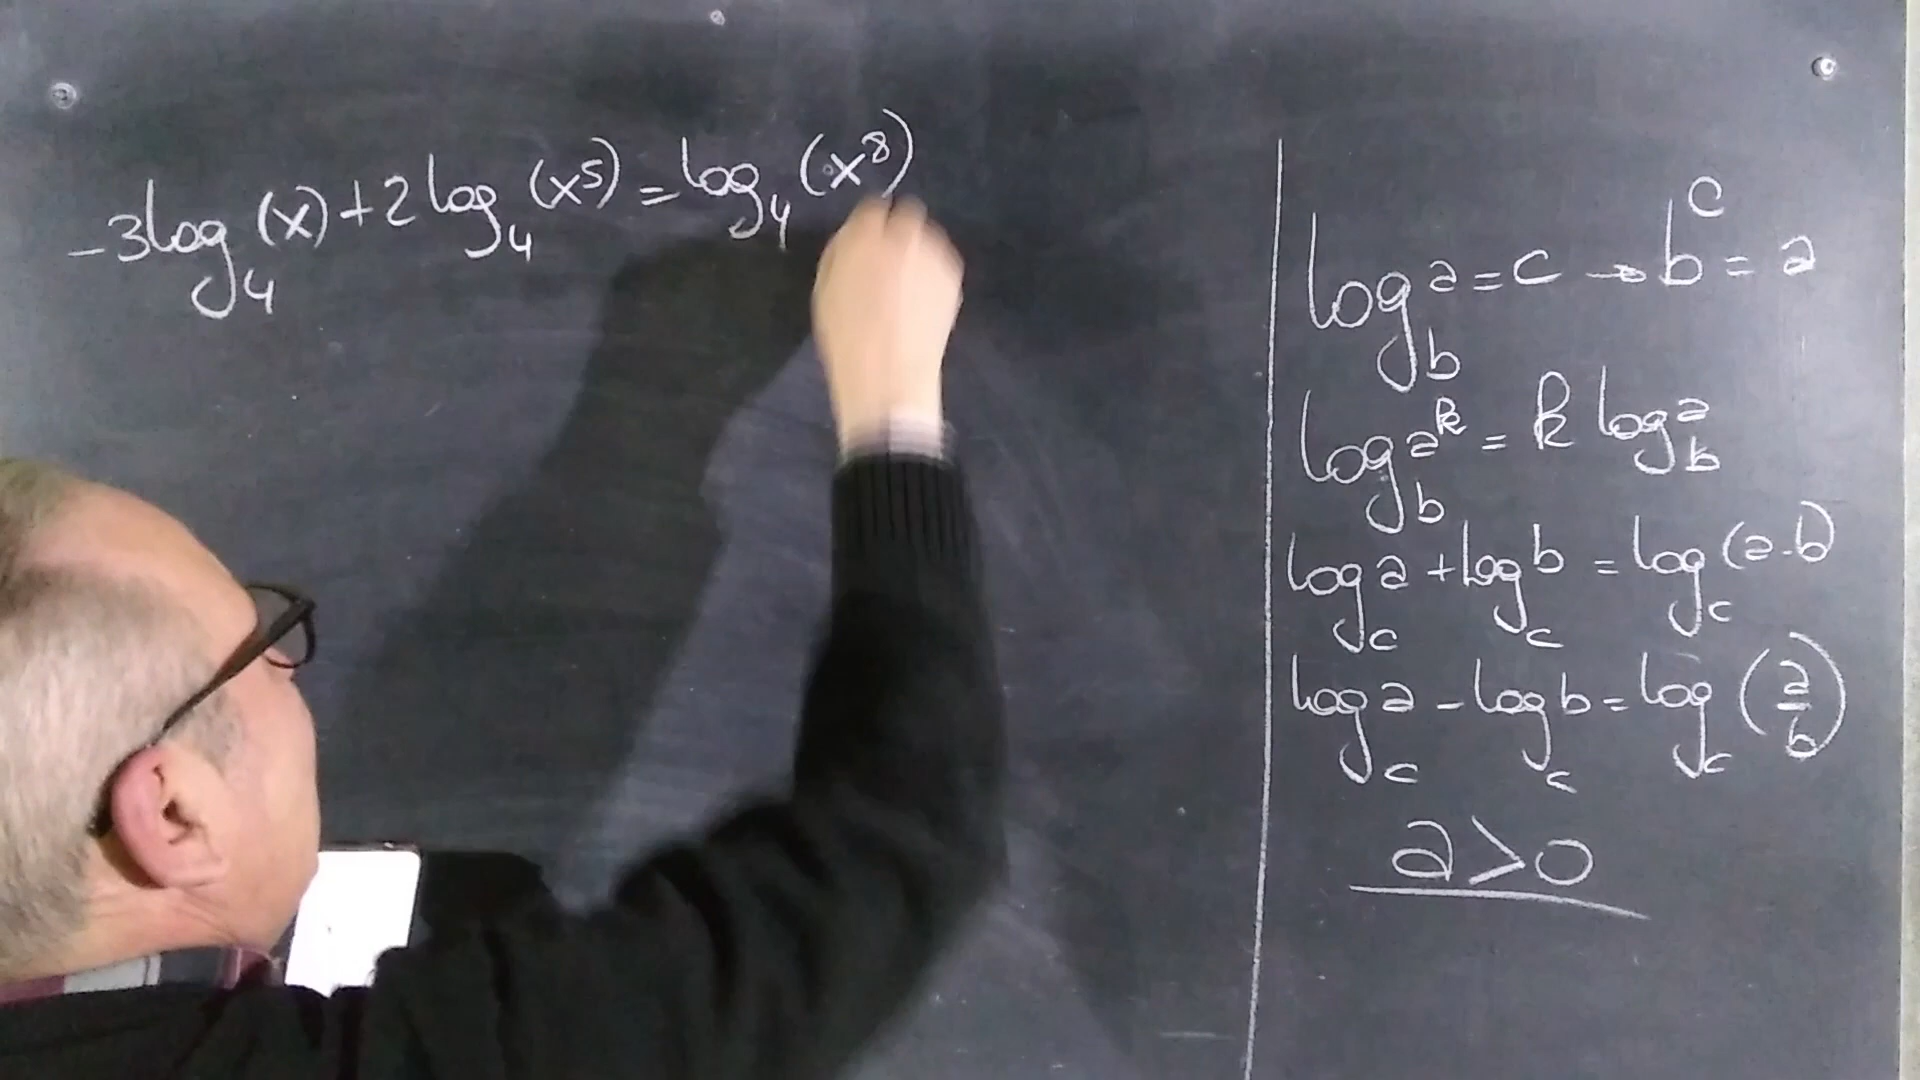 -3log₄(x)+2log₄(x⁵)=log₄(x⁸)
log_b a=c → b^c=a
log_b a^k=k log_b a
log_c a+log_c b=log_c(a·b)
log_c a-log_c b=log_c(a/b)
a>0